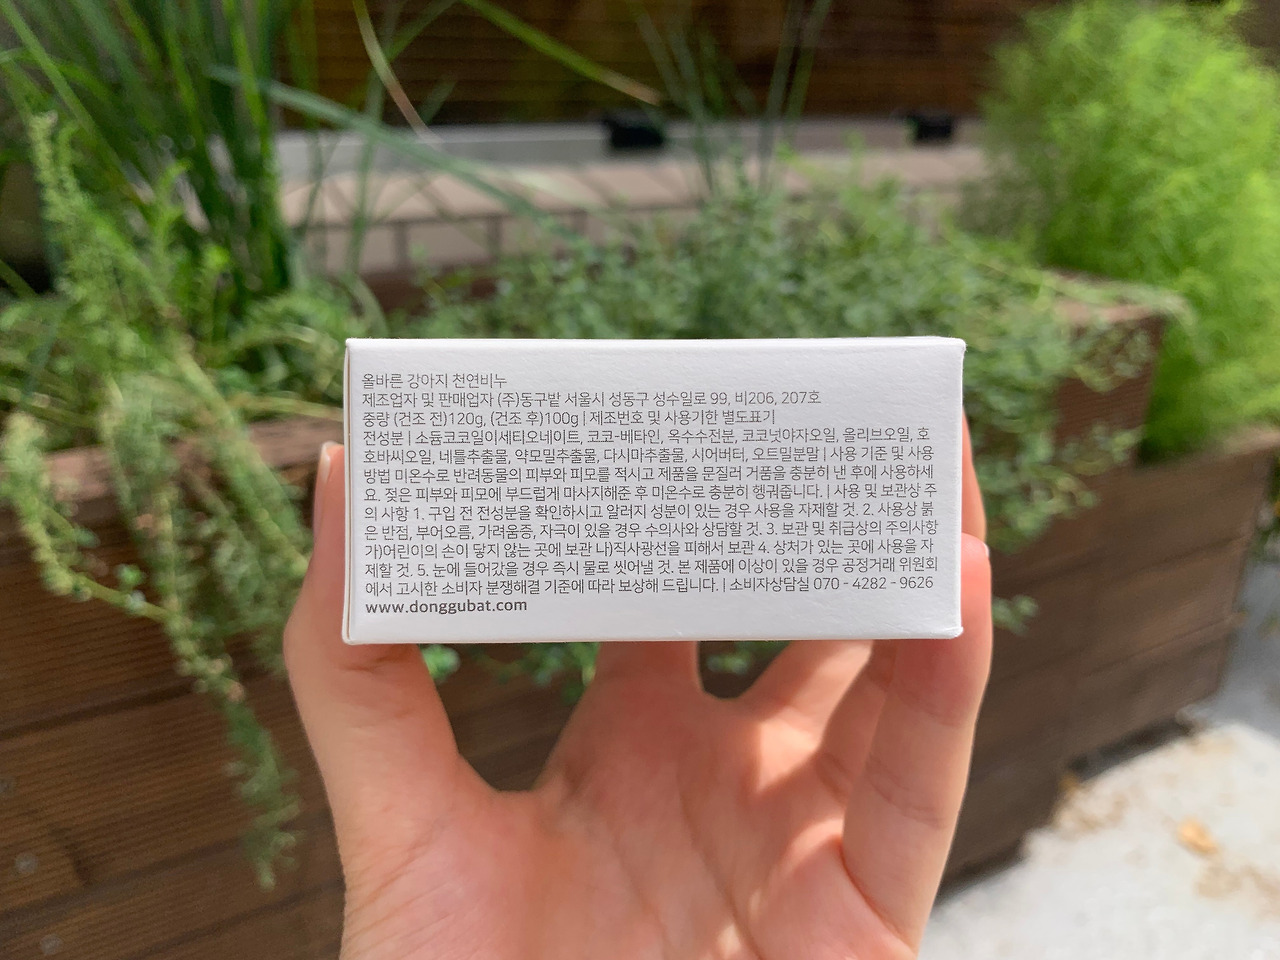 올바른 강아지 천연비누
제조업자 및 판매업자 (주)동구밭 서울시 성동구 성수일로 99, 비206, 207호
중량 (건조 전)120g, (건조 후)100g | 제조번호 및 사용기한 별도표기
전성분 | 소듐코코일이세티오네이트, 코코-베타인, 옥수수전분, 코코넛야자오일, 올리브오일, 호
호바씨오일, 네틀추출물, 약모밀추출물, 다시마추출물, 시어버터, 오트밀분말 | 사용 기준 및 사용
방법 미온수로 반려동물의 피부와 피모를 적시고 제품을 문질러 거품을 충분히 낸 후에 사용하세
요. 젖은 피부와 피모에 부드럽게 마사지해준 후 미온수로 충분히 헹궈줍니다. | 사용 및 보관상 주
의 사항 1. 구입 전 전성분을 확인하시고 알러지 성분이 있는 경우 사용을 자제할 것. 2. 사용상 붉
은 반점, 부어오름, 가려움증, 자극이 있을 경우 수의사와 상담할 것. 3. 보관 및 취급상의 주의사항
가)어린이의 손이 닿지 않는 곳에 보관 나)직사광선을 피해서 보관 4. 상처가 있는 곳에 사용을 자
제할 것. 5. 눈에 들어갔을 경우 즉시 물로 씻어낼 것. 본 제품에 이상이 있을 경우 공정거래 위원회
에서 고시한 소비자 분쟁해결 기준에 따라 보상해 드립니다. | 소비자상담실 070 - 4282 - 9626
www.donggubat.com